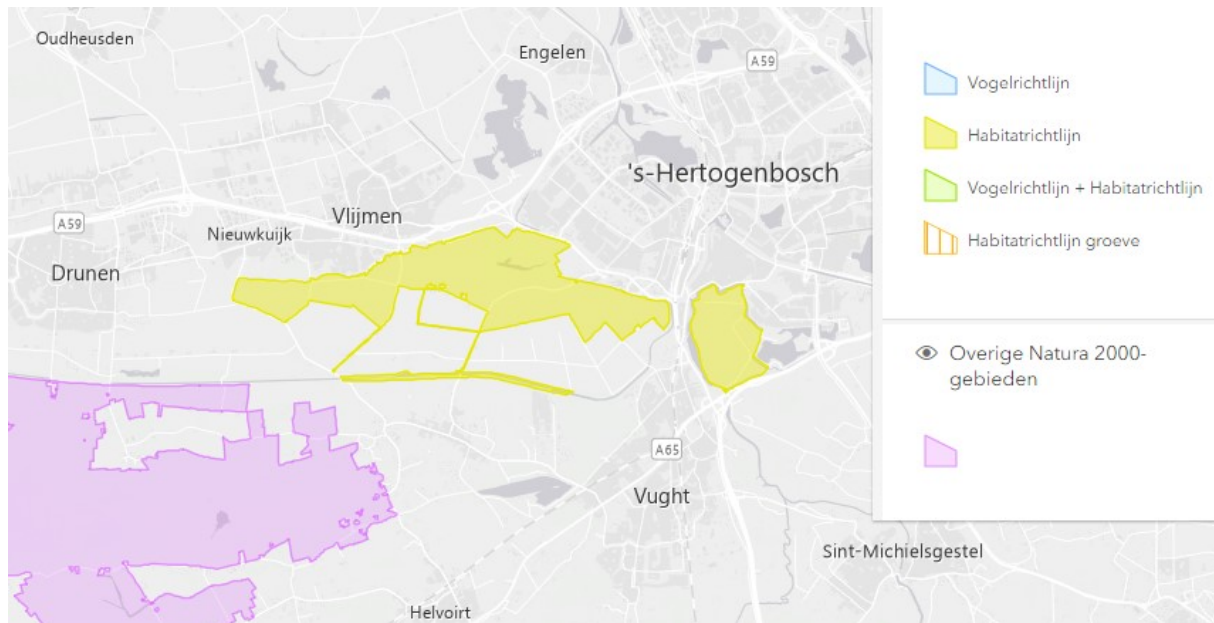 Oudheusden
Engelen
A59
's-Hertogenbosch
Vlijmen
A59
Nieuwkuijk
Drunen
A65
Vught
Sint-Michielsgestel
Helvoirt
Vogelrichtlijn
Habitatrichtlijn
Vogelrichtlijn + Habitatrichtlijn
Habitatrichtlijn groeve
Overige Natura 2000-
gebieden